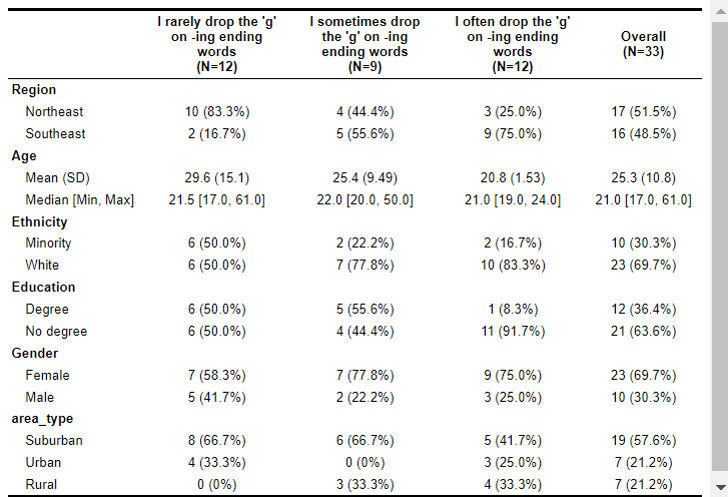 I rarely drop the 'g' on -ing ending words (N=12) I sometimes drop the 'g' on -ing ending words (N=9) I often drop the 'g' on -ing ending words (N=12) Overall (N=33)
Region
Northeast 10 (83.3%) 4 (44.4%) 3 (25.0%) 17 (51.5%)
Southeast 2 (16.7%) 5 (55.6%) 9 (75.0%) 16 (48.5%)
Age
Mean (SD) 29.6 (15.1) 25.4 (9.49) 20.8 (1.53) 25.3 (10.8)
Median [Min, Max] 21.5 [17.0, 61.0] 22.0 [20.0, 50.0] 21.0 [19.0, 24.0] 21.0 [17.0, 61.0]
Ethnicity
Minority 6 (50.0%) 2 (22.2%) 2 (16.7%) 10 (30.3%)
White 6 (50.0%) 7 (77.8%) 10 (83.3%) 23 (69.7%)
Education
Degree 6 (50.0%) 5 (55.6%) 1 (8.3%) 12 (36.4%)
No degree 6 (50.0%) 4 (44.4%) 11 (91.7%) 21 (63.6%)
Gender
Female 7 (58.3%) 7 (77.8%) 9 (75.0%) 23 (69.7%)
Male 5 (41.7%) 2 (22.2%) 3 (25.0%) 10 (30.3%)
area_type
Suburban 8 (66.7%) 6 (66.7%) 5 (41.7%) 19 (57.6%)
Urban 4 (33.3%) 0 (0%) 3 (25.0%) 7 (21.2%)
Rural 0 (0%) 3 (33.3%) 4 (33.3%) 7 (21.2%)